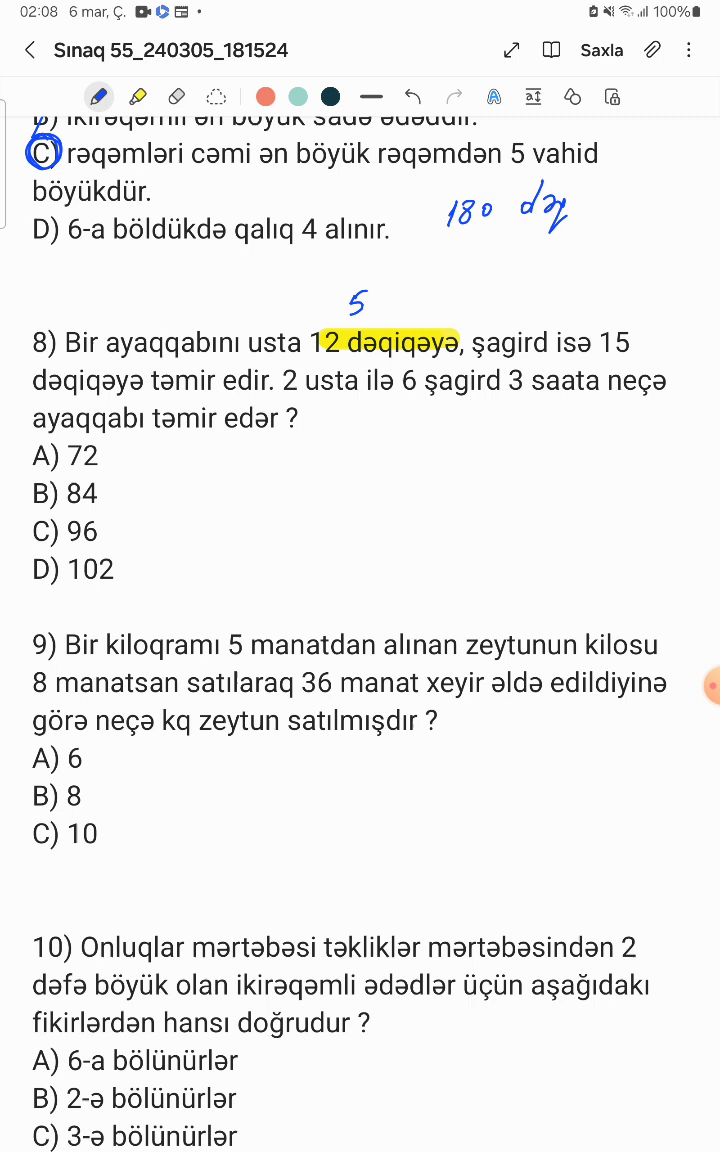 02:08 6 mar, Ç. 100%
Sınaq 55_240305_181524 Saxla
B) ikirəqəmli ən böyük sadə ədəddir.
C) rəqəmləri cəmi ən böyük rəqəmdən 5 vahid
böyükdür.
180 dəq
D) 6-a böldükdə qalıq 4 alınır.
5
8) Bir ayaqqabını usta 12 dəqiqəyə, şagird isə 15
dəqiqəyə təmir edir. 2 usta ilə 6 şagird 3 saata neçə
ayaqqabı təmir edər ?
A) 72
B) 84
C) 96
D) 102
9) Bir kiloqramı 5 manatdan alınan zeytunun kilosu
8 manatsan satılaraq 36 manat xeyir əldə edildiyinə
görə neçə kq zeytun satılmışdır ?
A) 6
B) 8
C) 10
10) Onluqlar mərtəbəsi təkliklər mərtəbəsindən 2
dəfə böyük olan ikirəqəmli ədədlər üçün aşağıdakı
fikirlərdən hansı doğrudur ?
A) 6-a bölünürlər
B) 2-ə bölünürlər
C) 3-ə bölünürlər